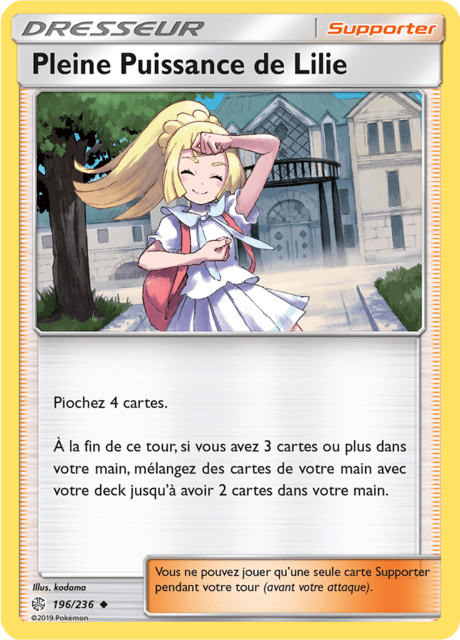 DRESSEUR Supporter
Pleine Puissance de Lilie
Piochez 4 cartes.
À la fin de ce tour, si vous avez 3 cartes ou plus dans
votre main, mélangez des cartes de votre main avec
votre deck jusqu'à avoir 2 cartes dans votre main.
Vous ne pouvez jouer qu'une seule carte Supporter
pendant votre tour (avant votre attaque).
Illus. kodama
196/236
©2019 Pokémon